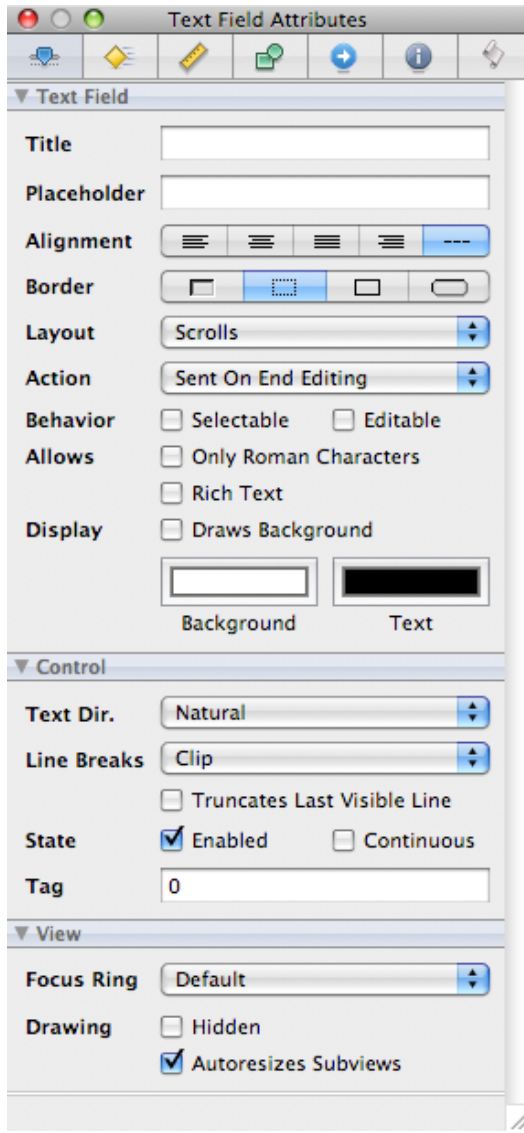 Text Field Attributes
Text Field
Title
Placeholder
Alignment
Border
Layout Scrolls
Action Sent On End Editing
Behavior Selectable Editable
Allows Only Roman Characters
Rich Text
Display Draws Background
Background Text
Control
Text Dir. Natural
Line Breaks Clip
Truncates Last Visible Line
State Enabled Continuous
Tag 0
View
Focus Ring Default
Drawing Hidden
Autoresizes Subviews